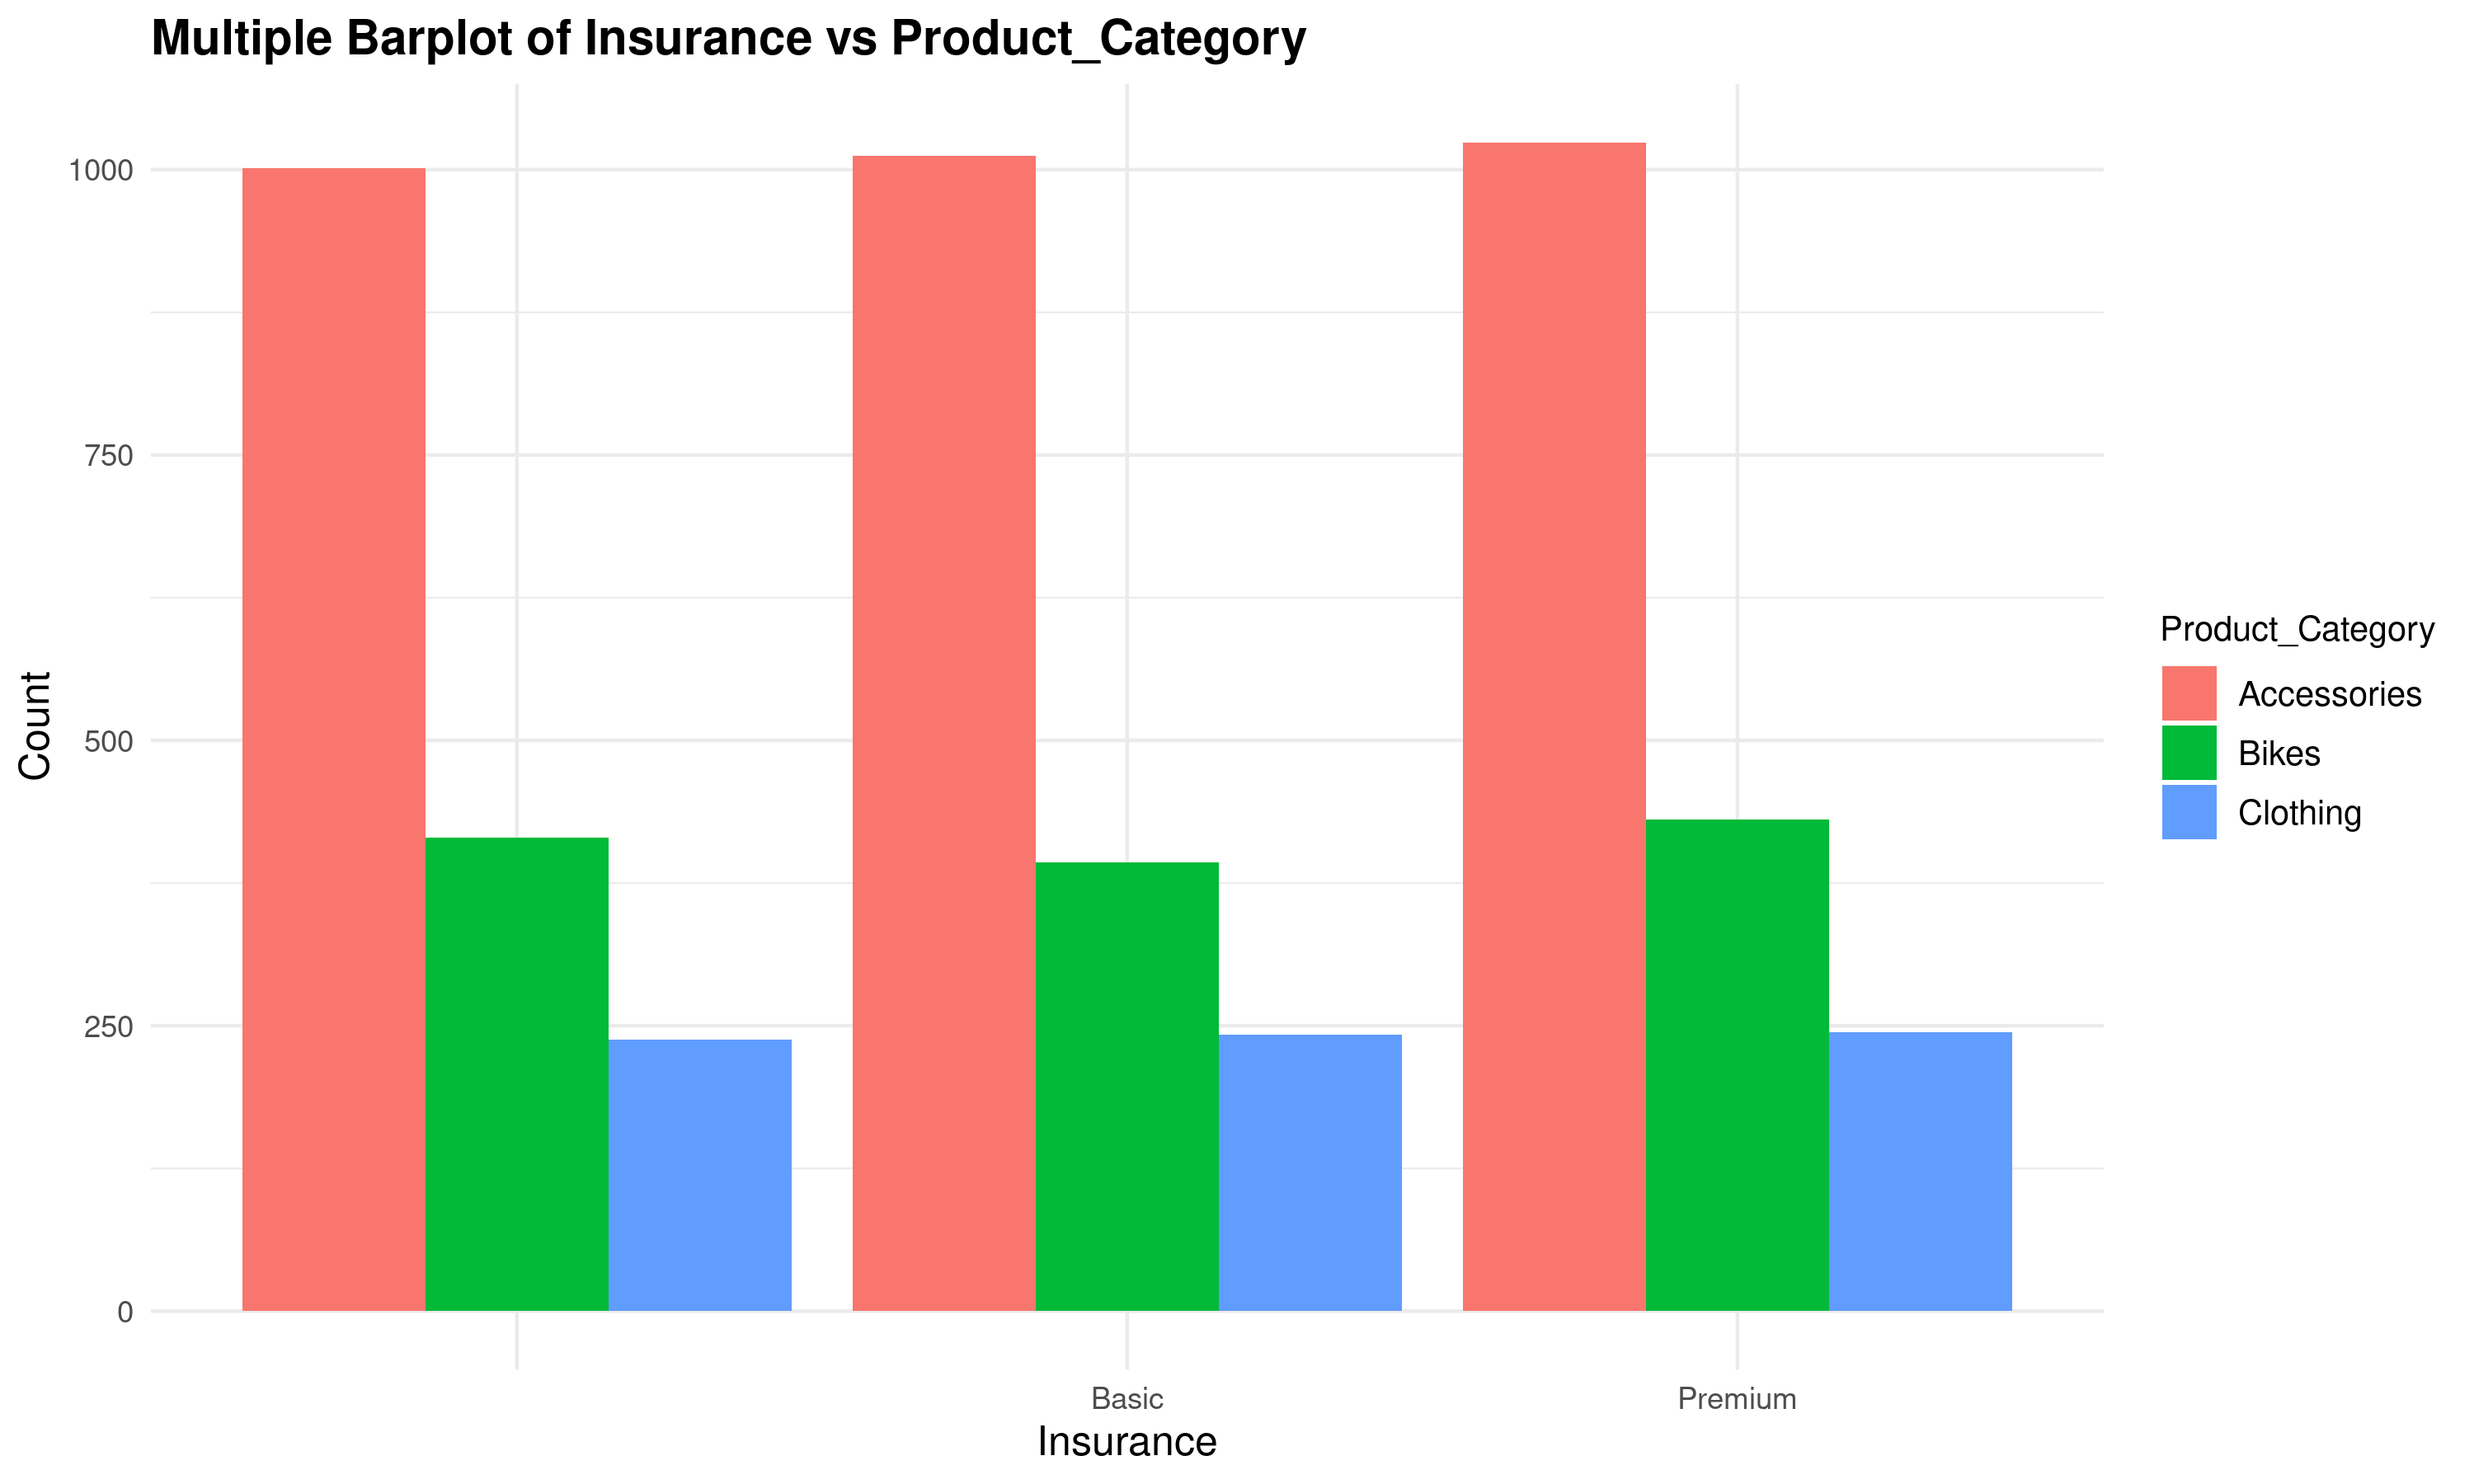 Multiple Barplot of Insurance vs Product_Category
1000
750
500
250
0
Count
Basic
Premium
Insurance
Product_Category
Accessories
Bikes
Clothing